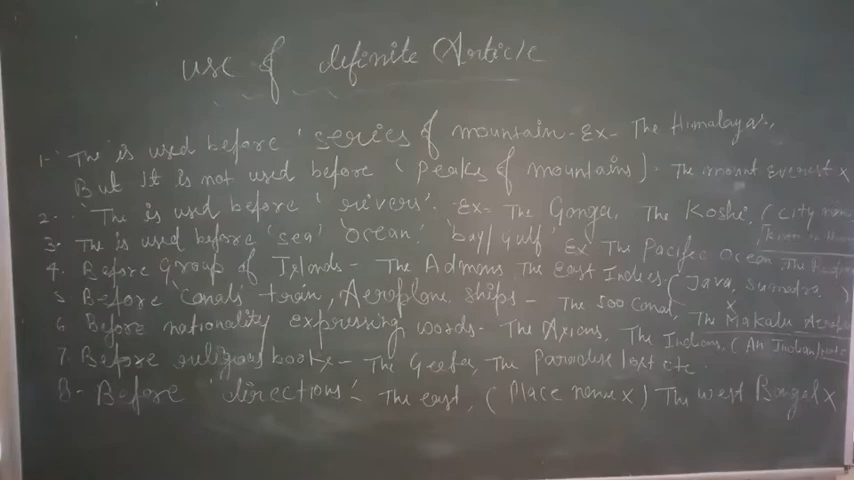 use of definite Article
1- The is used before 'series of mountain - Ex- The Himalayas,
But it is not used before ' peaks of mountains) - The mount Everest x
2. 'The is used before ' rivers'. Ex- The Ganga, The Koshi, (city name
3. The is used before 'sea' 'ocean' 'bay/gulf' Ex The Pacific Ocean, The
4. Before Group of Islands - The Admans The East Indies (Java, Sumatra x)
5 Before 'canals' train, Aeroplane ships - The Canal, The Makalu
6 Before nationality expressing words - The Axians, The Indians, (An Indian
7. Before religious books - The Geeta, The Paradise lost etc.
8- Before 'directions' - The east, (Place name x) The west Bengal x